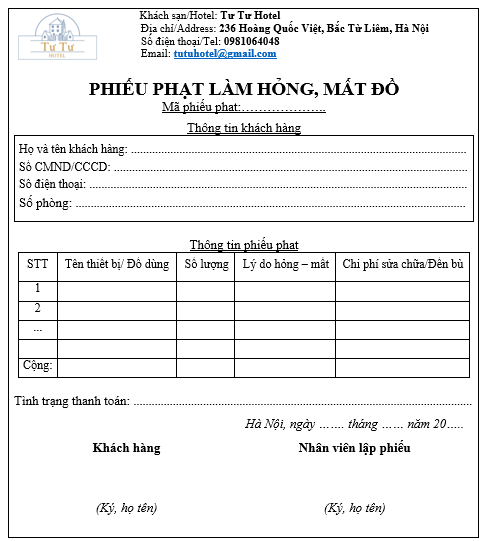 Tư Tư
HOTEL
Khách sạn/Hotel: Tư Tư Hotel
Địa chỉ/Address: 236 Hoàng Quốc Việt, Bắc Từ Liêm, Hà Nội
Số điện thoại/Tel: 0981064048
Email: tutuhotel@gmail.com
PHIẾU PHẠT LÀM HỎNG, MẤT ĐỒ
Mã phiếu phạt:………………..
Thông tin khách hàng
Họ và tên khách hàng: ........................................................................................................
Số CMND/CCCD: .............................................................................................................
Số điện thoại: .....................................................................................................................
Số phòng: .........................................................................................................................
Thông tin phiếu phạt
STT Tên thiết bị/ Đồ dùng Số lượng Lý do hỏng – mất Chi phí sửa chữa/Đền bù
1
2
...
Cộng:
Tình trạng thanh toán: .........................................................................................................
Hà Nội, ngày ……. tháng …… năm 20…..
Khách hàng Nhân viên lập phiếu
(Ký, họ tên) (Ký, họ tên)